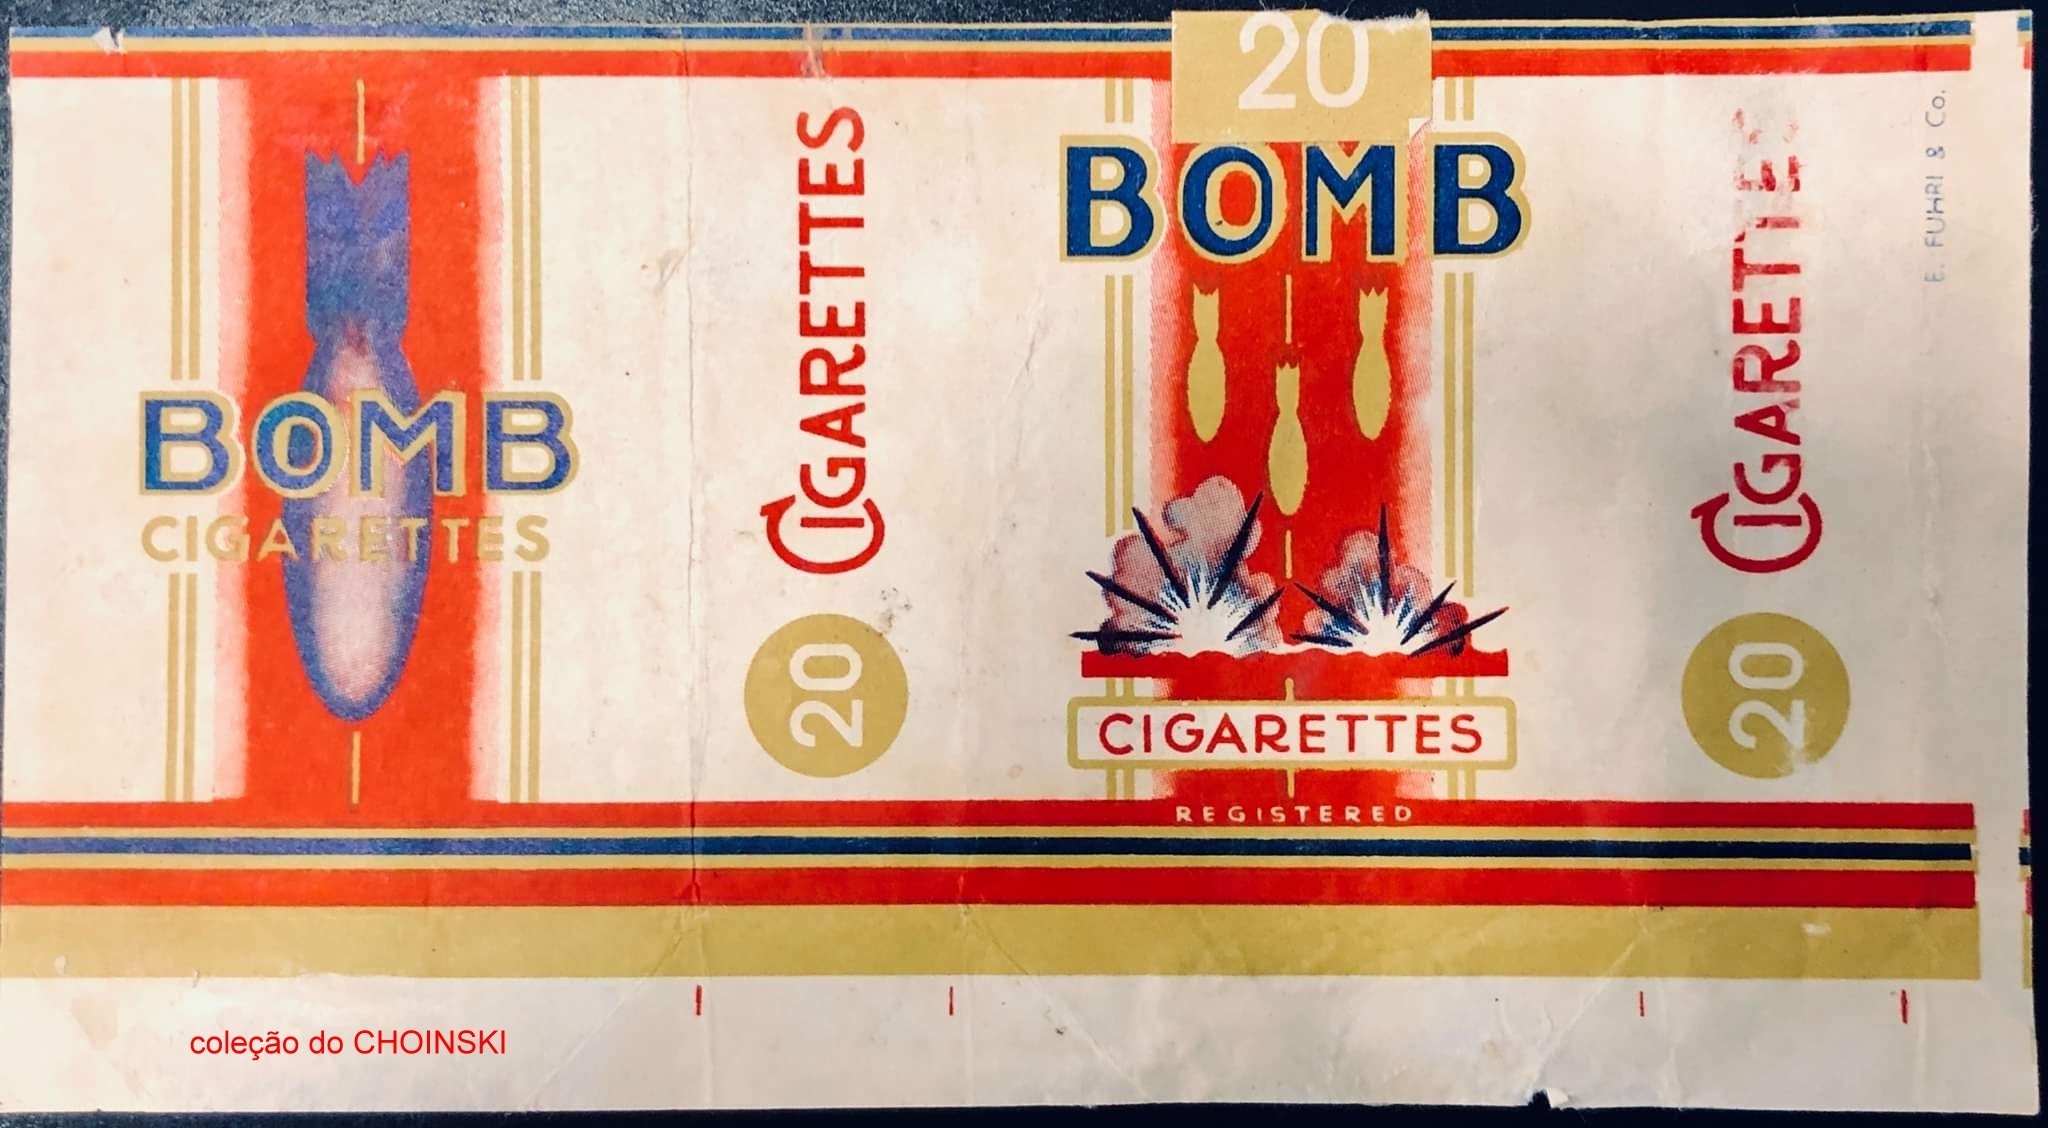 BOMB
CIGARETTES
CIGARETTES
20
20
BOMB
CIGARETTES
REGISTERED
CIGARETTES
20
E. FUHRI & Co.
coleção do CHOINSKI